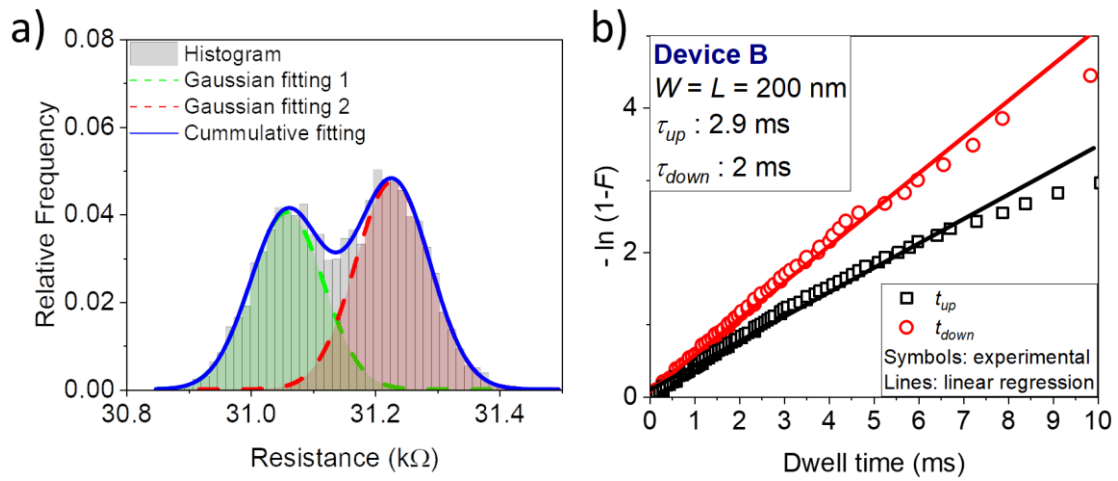 a)
0.08
0.06
0.04
0.02
0.00
Relative Frequency
Histogram
Gaussian fitting 1
Gaussian fitting 2
Cummulative fitting
30.8 31.0 31.2 31.4
Resistance (kΩ)
b)
Device B
W = L = 200 nm
τup : 2.9 ms
τdown : 2 ms
4
2
0
- ln (1-F)
tup
tdown
Symbols: experimental
Lines: linear regression
0 1 2 3 4 5 6 7 8 9 10
Dwell time (ms)